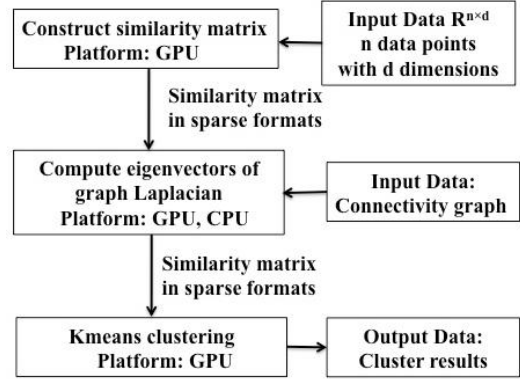 Construct similarity matrix
Platform: GPU
Input Data R^{n×d}
n data points
with d dimensions
Similarity matrix
in sparse formats
Compute eigenvectors of
graph Laplacian
Platform: GPU, CPU
Input Data:
Connectivity graph
Similarity matrix
in sparse formats
Kmeans clustering
Platform: GPU
Output Data:
Cluster results